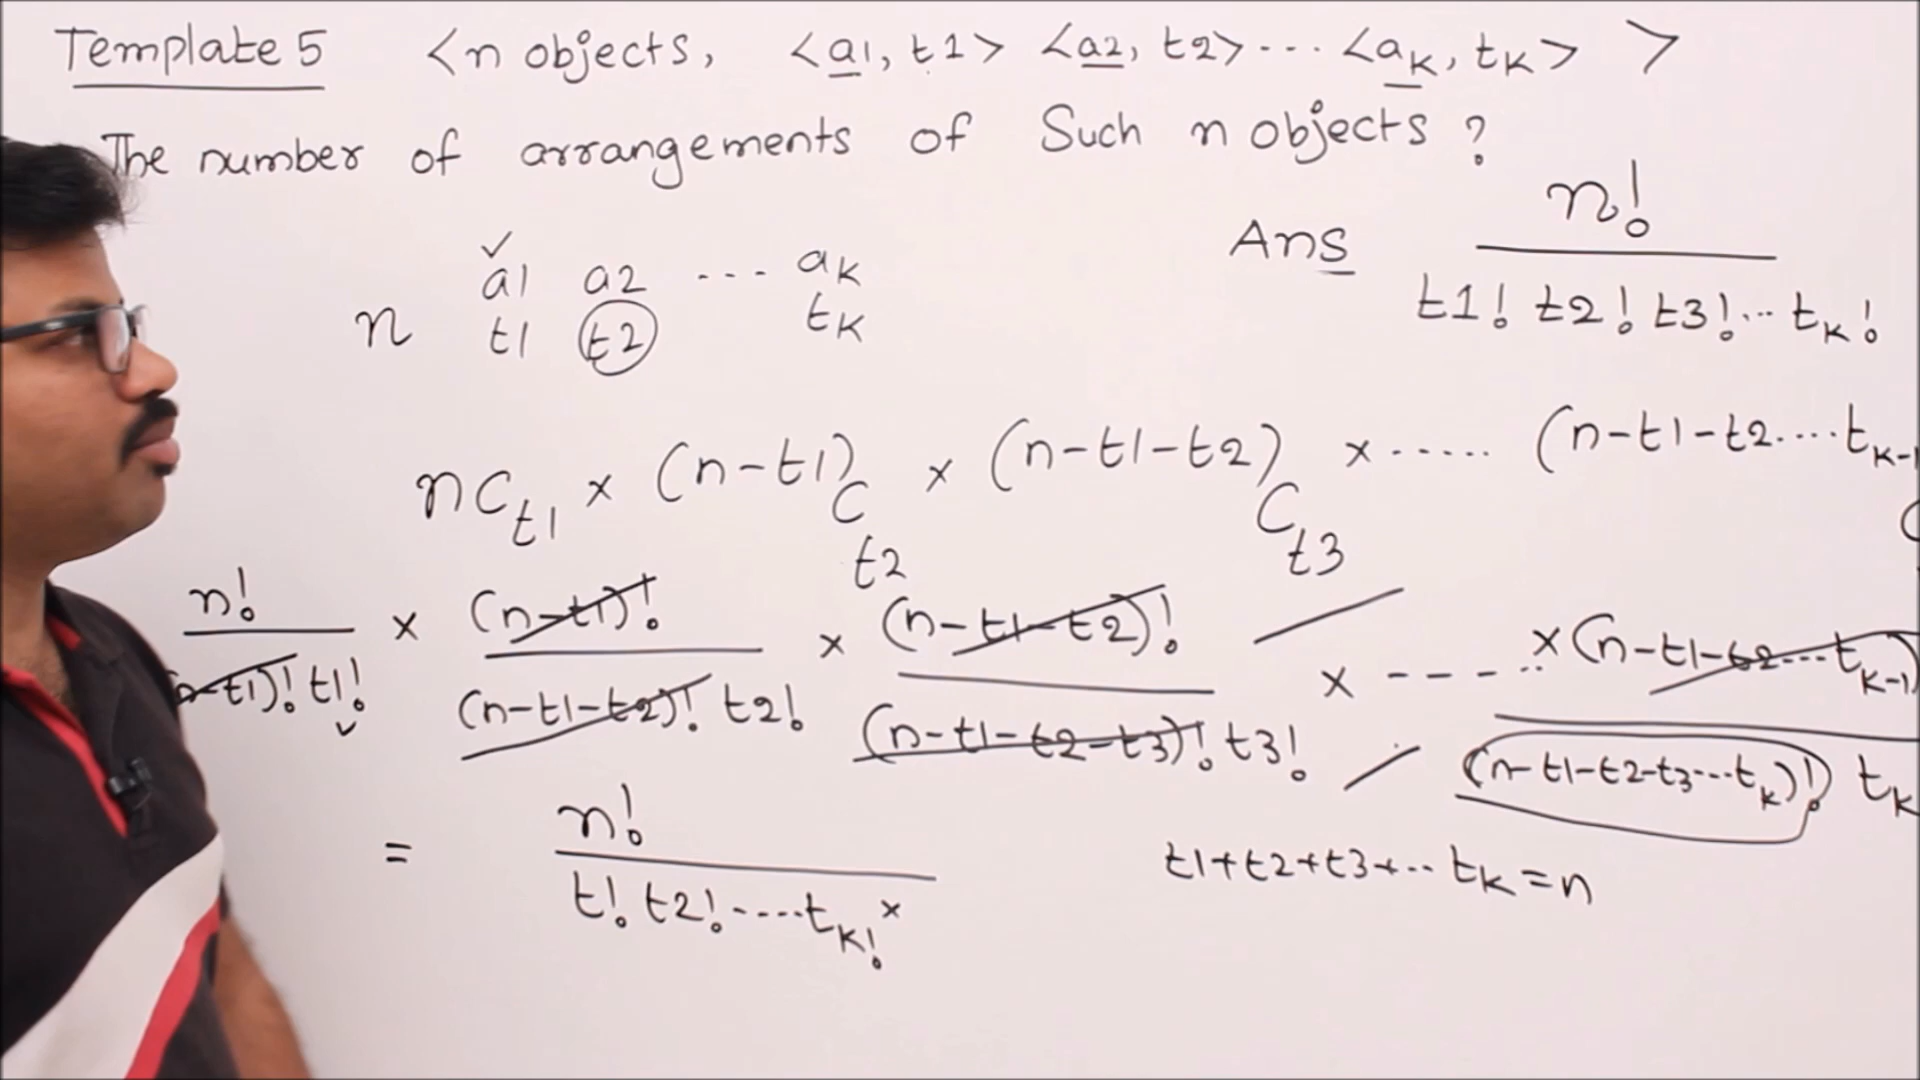 Template 5 <n objects, <a1, t1> <a2, t2> ... <aK, tK> >
The number of arrangements of Such n objects ?
Ans n! / t1! t2! t3! ... tK!
a1 a2 ... aK
n t1 t2 tK
nCt1 × (n-t1)Ct2 × (n-t1-t2)Ct3 × ...... (n-t1-t2....tK-1
n! / (n-t1)! t1! × (n-t1)! / (n-t1-t2)! t2! × (n-t1-t2)! / (n-t1-t2-t3)! t3! × ---- .. × (n-t1-t2...tK-1) / (n-t1-t2-t3...tK)! tK
= n! / t! t2! .....tK! ×
t1+t2+t3+.. tK=n